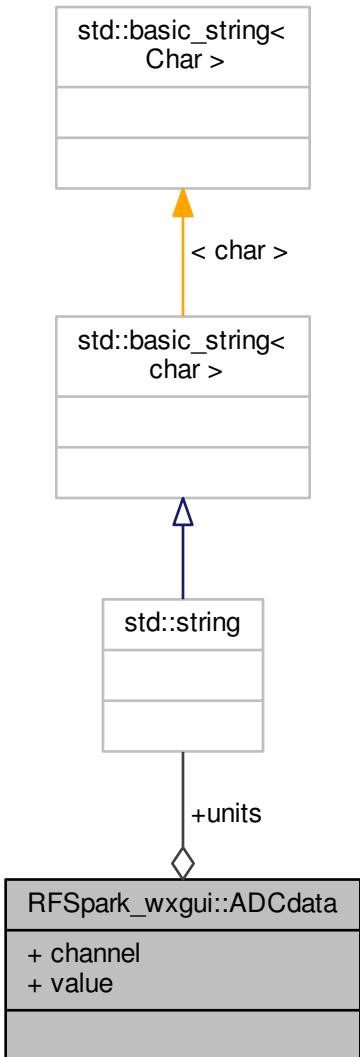 std::basic_string<
Char >
< char >
std::basic_string<
char >
std::string
+units
RFSpark_wxgui::ADCdata
+ channel
+ value